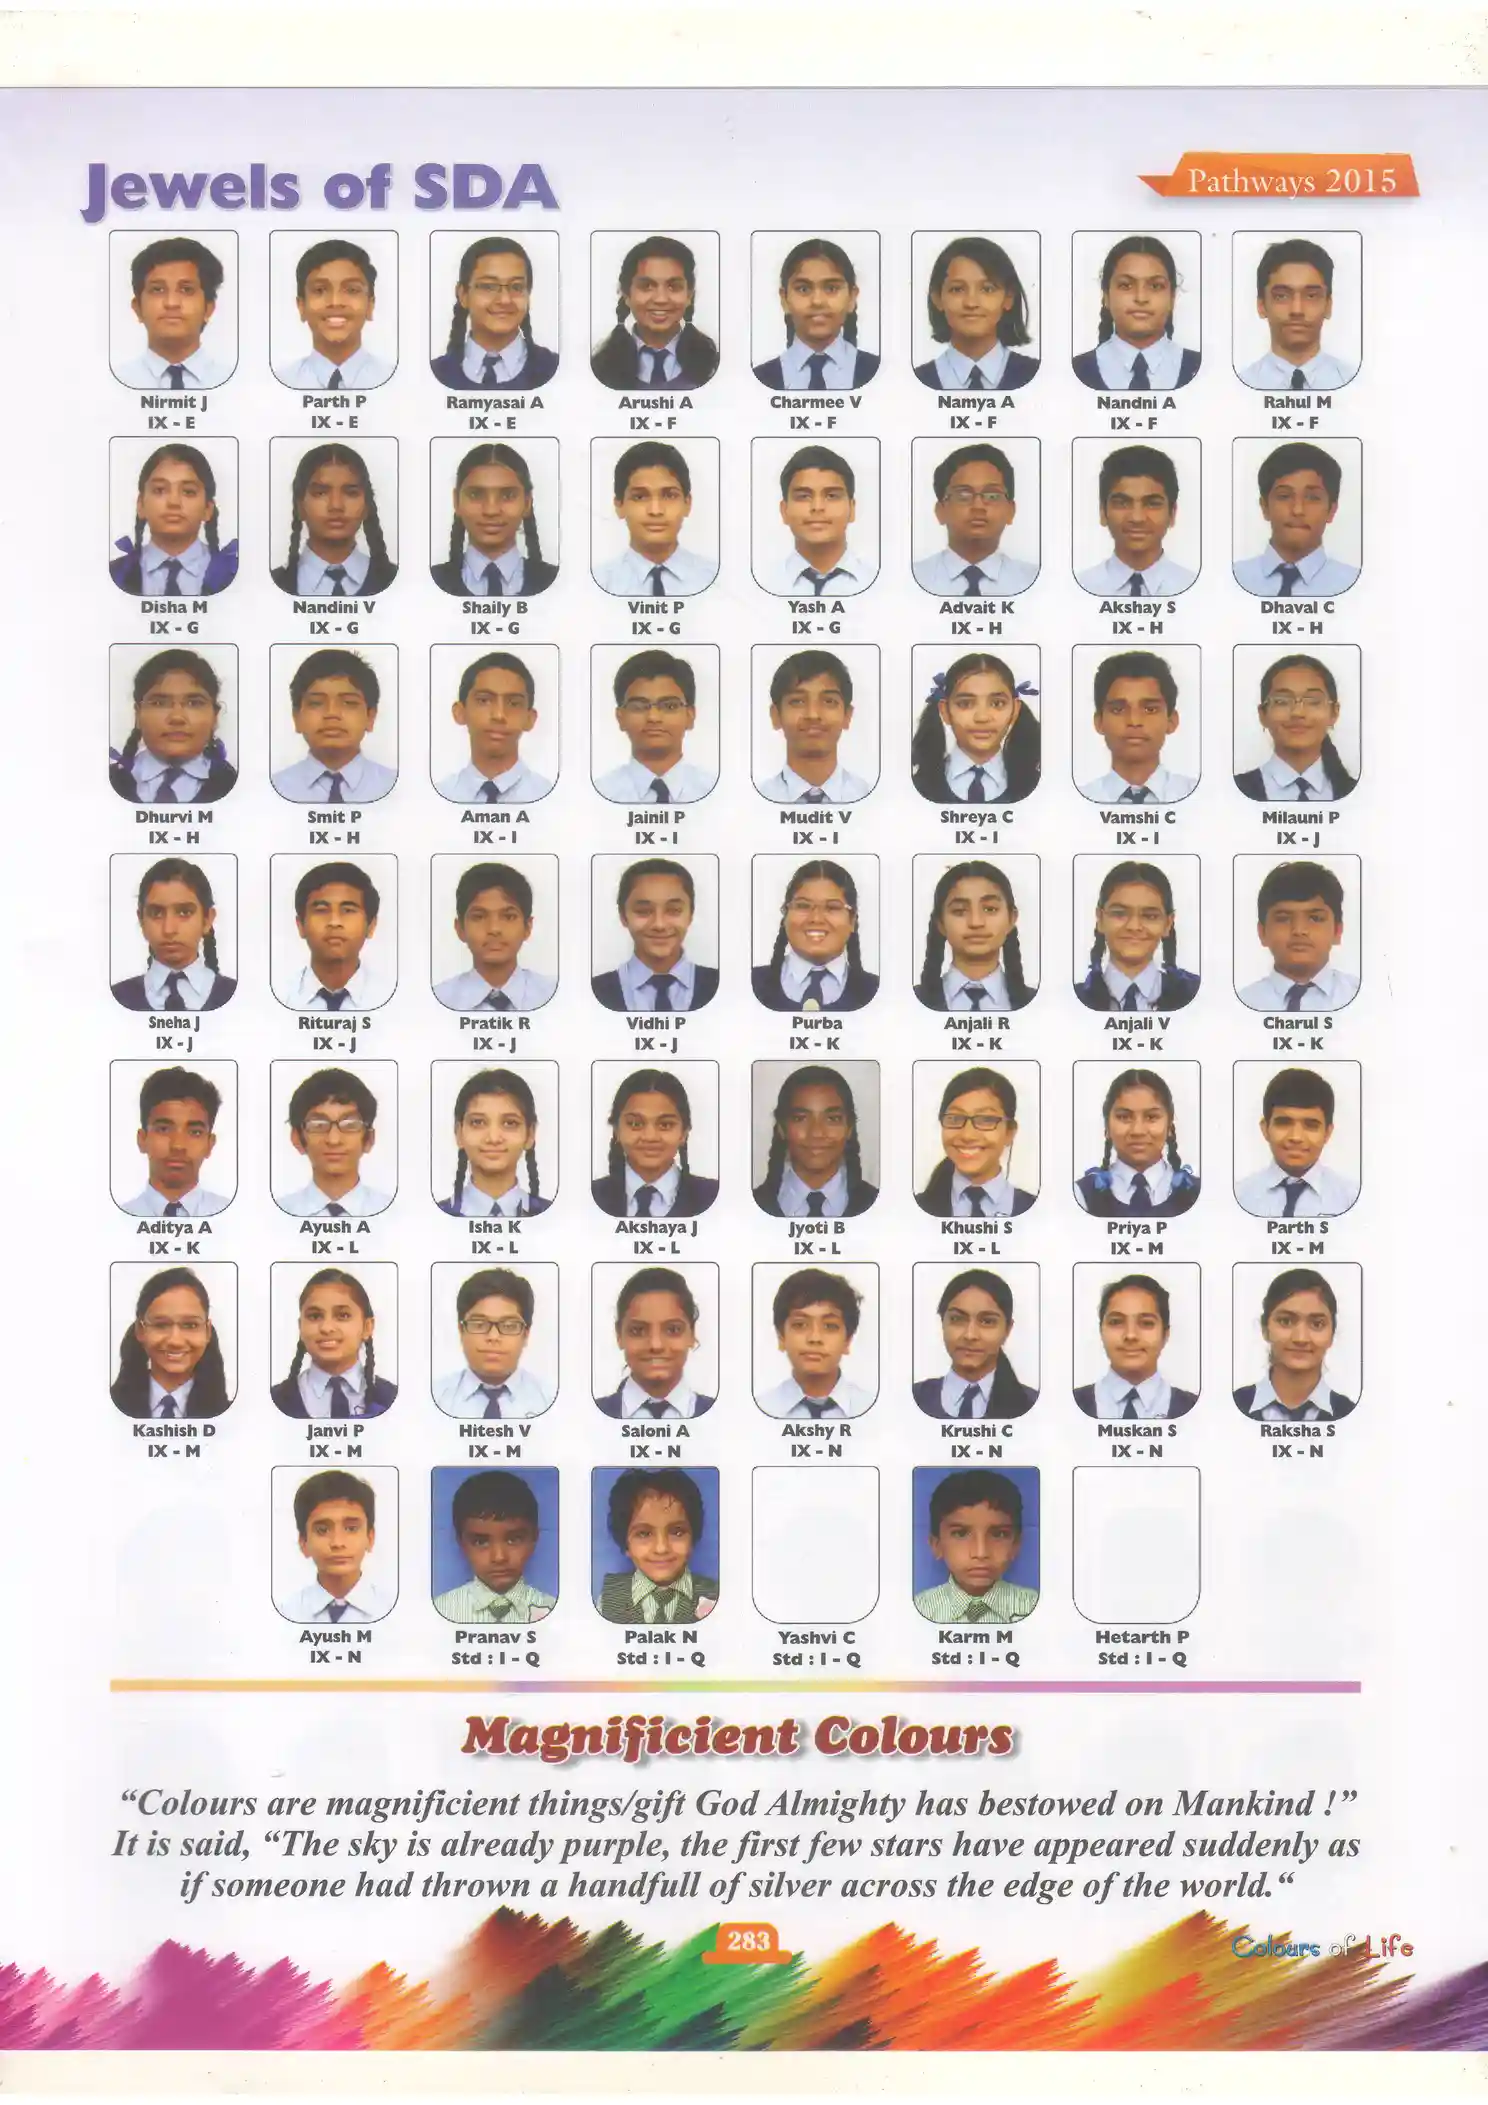 Jewels of SDA
Pathways 2015
Nirmit J Parth P Ramyasai A Arushi A Charmee V Namya A Nandni A Rahul M
IX - E IX - E IX - E IX - F IX - F IX - F IX - F IX - F
Disha M Nandini V Shaily B Vinit P Yash A Advait K Akshay S Dhaval C
IX - G IX - G IX - G IX - G IX - G IX - H IX - H IX - H
Dhurvi M Smit P Aman A Jainil P Mudit V Shreya C Vamshi C Milauni P
IX - H IX - H IX - I IX - I IX - I IX - I IX - I IX - J
Sneha J Rituraj S Pratik R Vidhi P Purba Anjali R Anjali V Charul S
IX - J IX - J IX - J IX - J IX - K IX - K IX - K IX - K
Aditya A Ayush A Isha K Akshaya J Jyoti B Khushi S Priya P Parth S
IX - K IX - L IX - L IX - L IX - L IX - L IX - M IX - M
Kashish D Janvi P Hitesh V Saloni A Akshy R Krushi C Muskan S Raksha S
IX - M IX - M IX - M IX - N IX - N IX - N IX - N IX - N
Ayush M Pranav S Palak N Yashvi C Karm M Hetarth P
IX - N Std : I - Q Std : I - Q Std : I - Q Std : I - Q Std : I - Q
Magnificient Colours
“Colours are magnificient things/gift God Almighty has bestowed on Mankind !”
It is said, “The sky is already purple, the first few stars have appeared suddenly as
if someone had thrown a handfull of silver across the edge of the world.“
283
Colours of Life